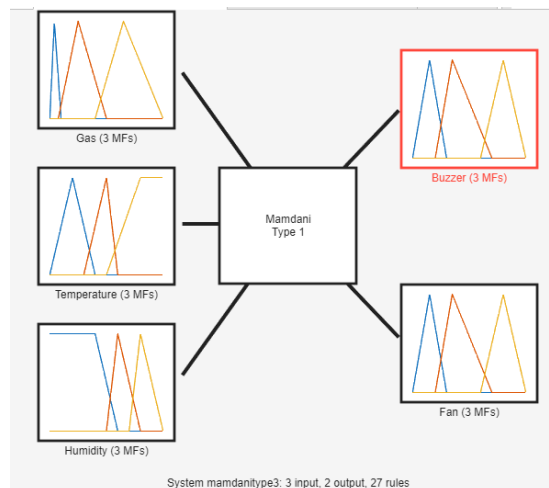 Gas (3 MFs)
Buzzer (3 MFs)
Mamdani
Type 1
Temperature (3 MFs)
Humidity (3 MFs)
Fan (3 MFs)
System mamdanitype3: 3 input, 2 output, 27 rules